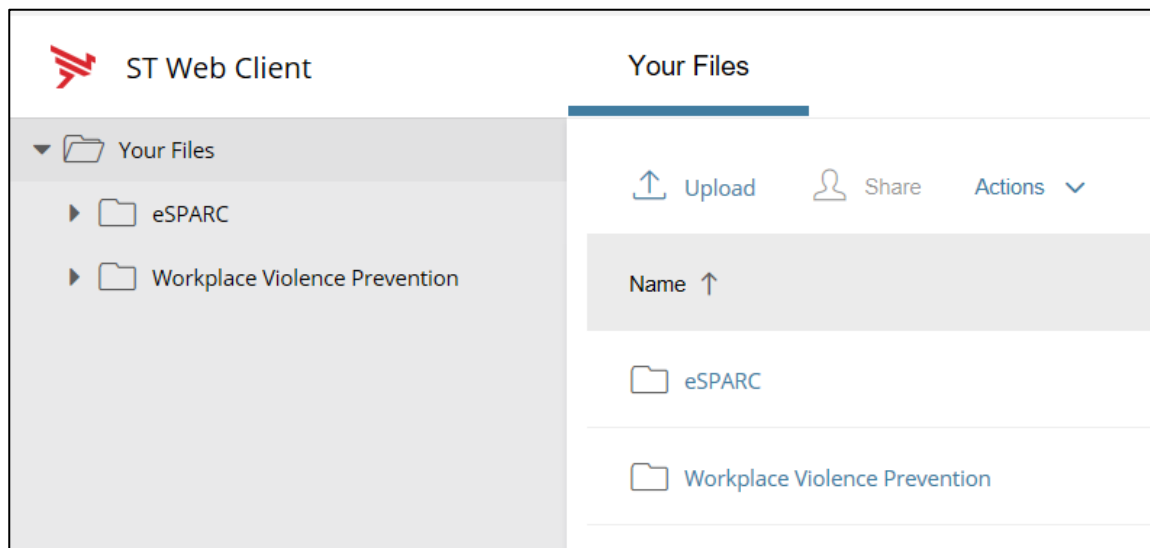 ST Web Client
Your Files
Your Files
eSPARC
Workplace Violence Prevention
Upload
Share
Actions
Name
eSPARC
Workplace Violence Prevention